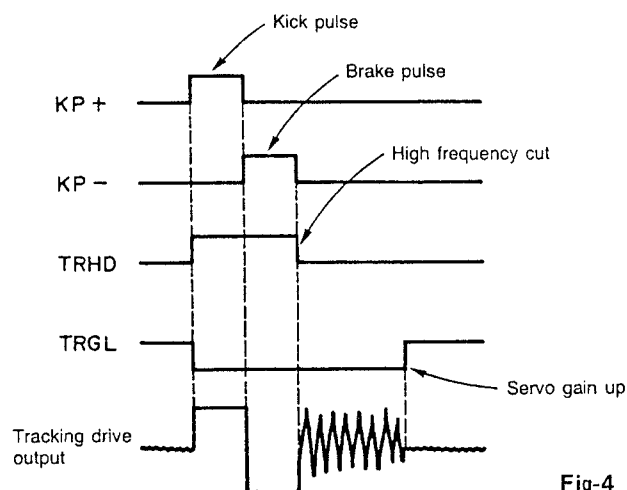 Kick pulse
Brake pulse
KP+
High frequency cut
KP−
TRHD
TRGL
Servo gain up
Tracking drive
output
Fig-4